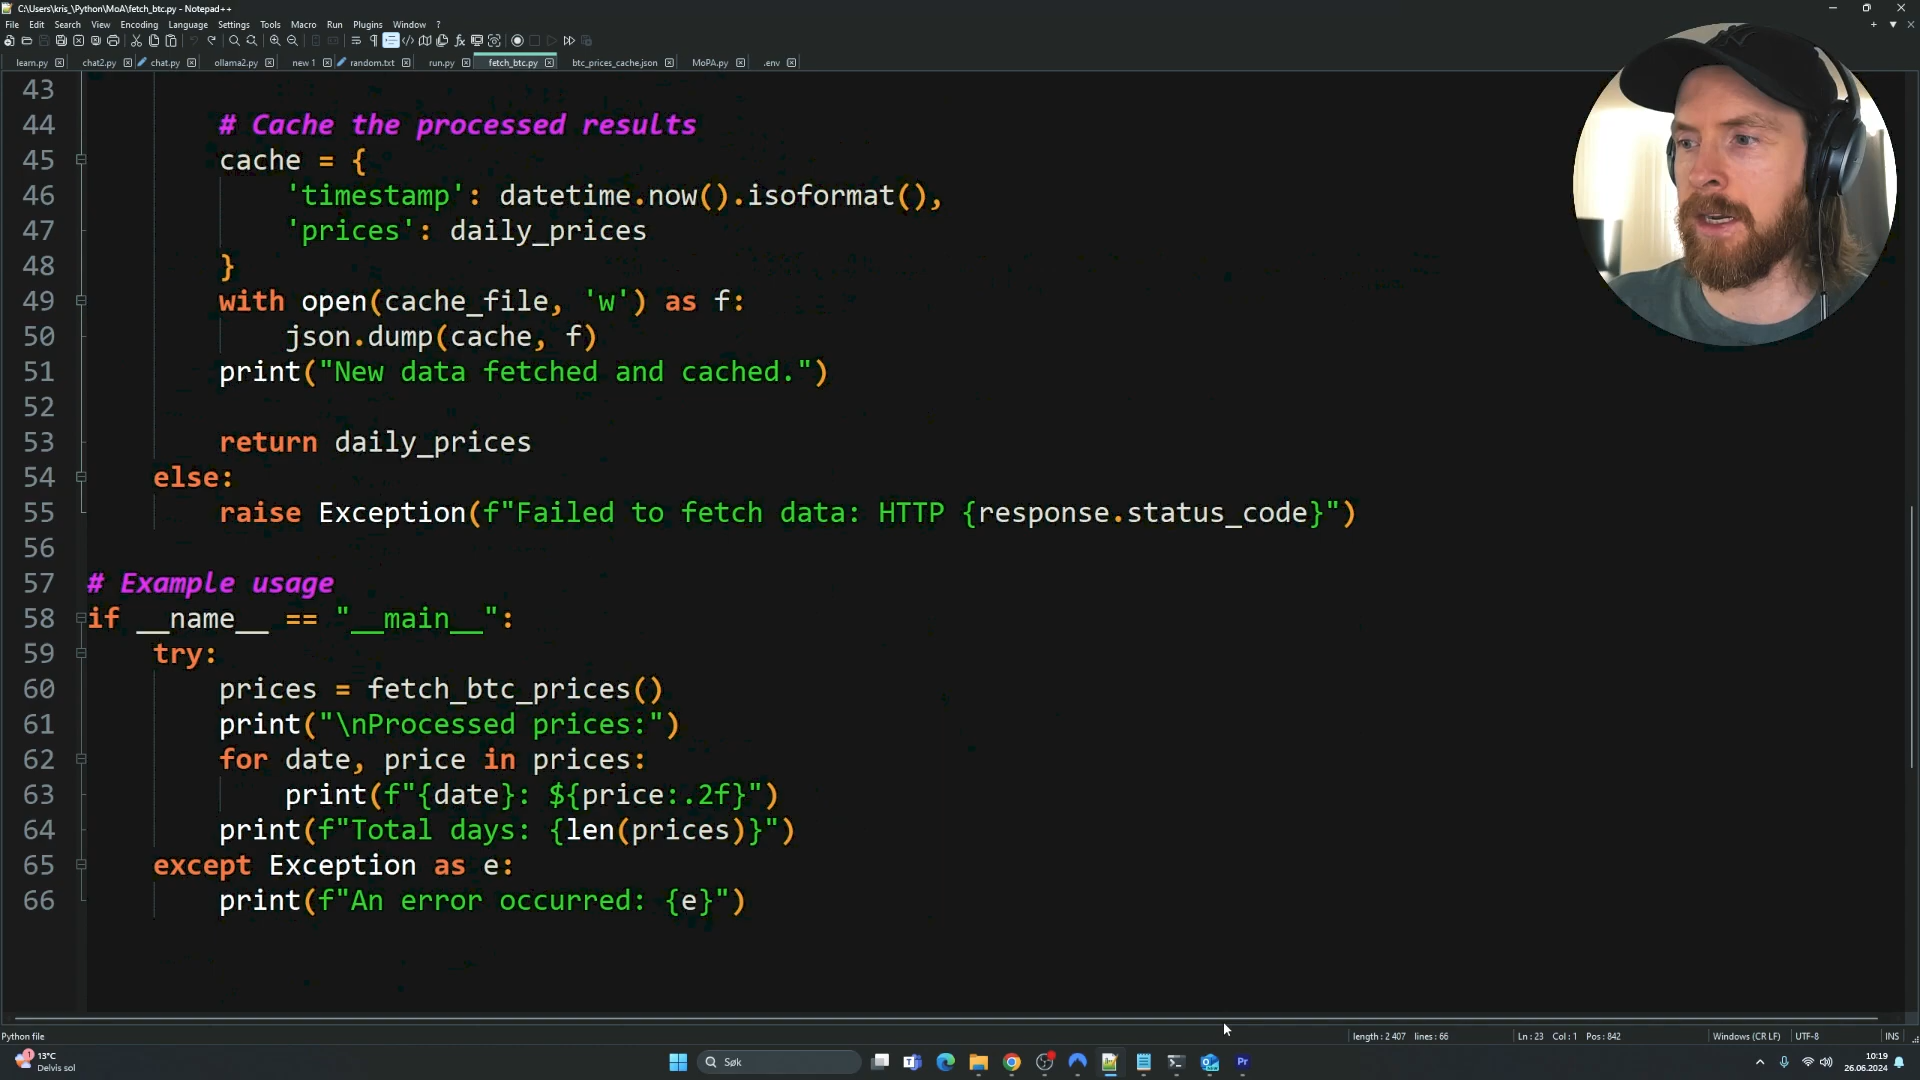 C:\Users\kris_\Python\MoA\fetch_btc.py - Notepad++
File Edit Search View Encoding Language Settings Tools Macro Run Plugins Window ?
learn.py chat2.py chat.py ollama2.py new 1 random.txt run.py fetch_btc.py btc_prices_cache.json MoPA.py .env
43
44 # Cache the processed results
45 cache = {
46 'timestamp': datetime.now().isoformat(),
47 'prices': daily_prices
48 }
49 with open(cache_file, 'w') as f:
50 json.dump(cache, f)
51 print("New data fetched and cached.")
52
53 return daily_prices
54 else:
55 raise Exception(f"Failed to fetch data: HTTP {response.status_code}")
56
57 # Example usage
58 if __name__ == "__main__":
59 try:
60 prices = fetch_btc_prices()
61 print("\nProcessed prices:")
62 for date, price in prices:
63 print(f"{date}: ${price:.2f}")
64 print(f"Total days: {len(prices)}")
65 except Exception as e:
66 print(f"An error occurred: {e}")
Python file length : 2 407 lines : 66 Ln : 23 Col : 1 Pos : 842 Windows (CR LF) UTF-8 INS
13°C
Delvis sol
Søk
Pr
10:19
26.06.2024